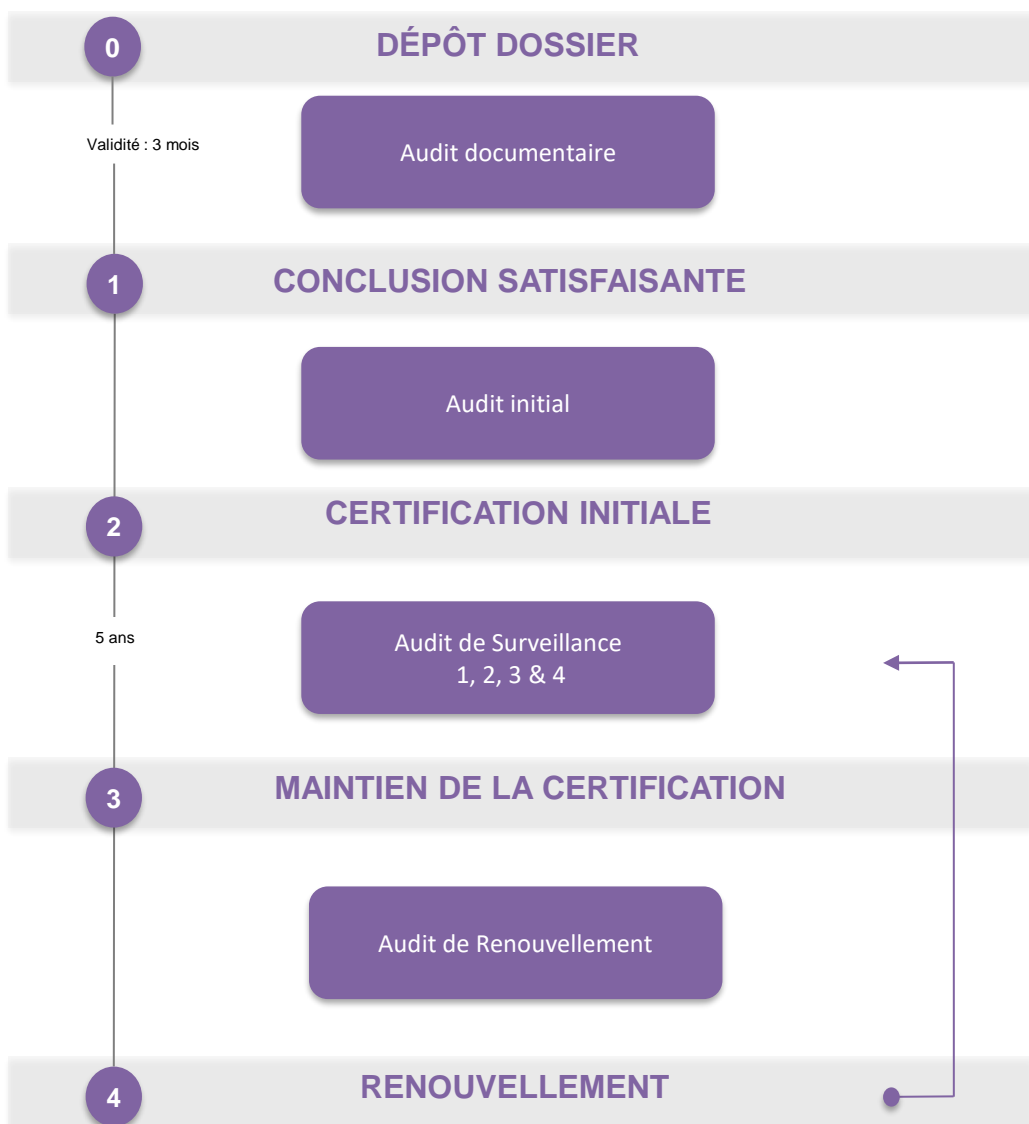 0
DÉPÔT DOSSIER
Validité : 3 mois
Audit documentaire
1
CONCLUSION SATISFAISANTE
Audit initial
2
CERTIFICATION INITIALE
5 ans
Audit de Surveillance
1, 2, 3 & 4
3
MAINTIEN DE LA CERTIFICATION
Audit de Renouvellement
4
RENOUVELLEMENT